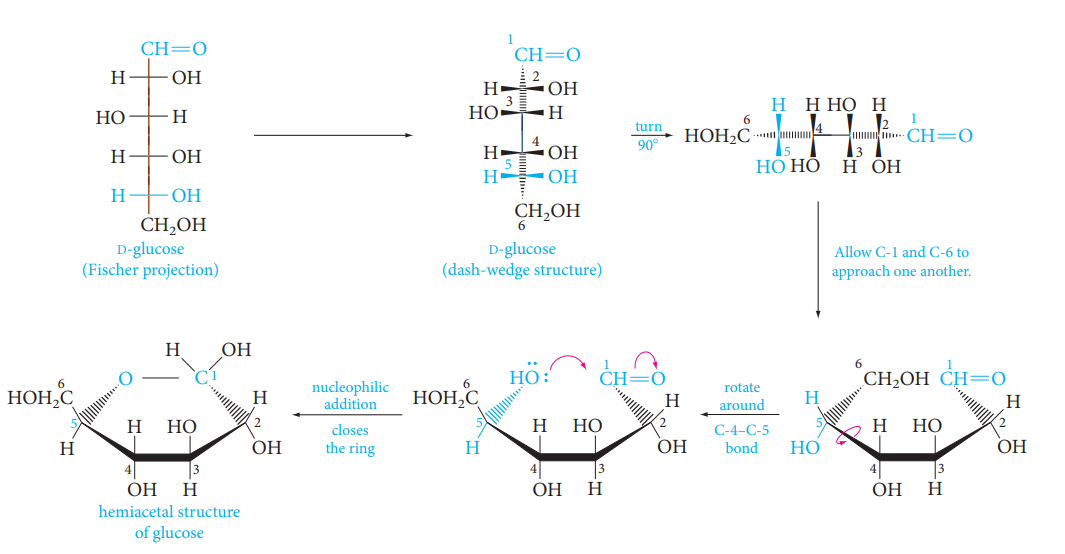 CH=O
H OH
HO H
H OH
H OH
CH₂OH
D-glucose
(Fischer projection)
1
CH=O
2
H OH
3
HO H
4
H OH
5
H OH
CH₂OH
6
D-glucose
(dash-wedge structure)
turn
90°
H H HO H
6 1
HOH₂C 4 2 CH=O
5 3
HO HO H OH
Allow C-1 and C-6 to
approach one another.
6 1
CH₂OH CH=O
H H
5 H HO 2
HO OH
4 3
OH H
rotate
around
C-4–C-5
bond
HO: 1
CH=O
6
HOH₂C H
5 H HO 2
H OH
4 3
OH H
nucleophilic
addition
closes
the ring
H OH
O C 1
6
HOH₂C H
5 H HO 2
H OH
4 3
OH H
hemiacetal structure
of glucose